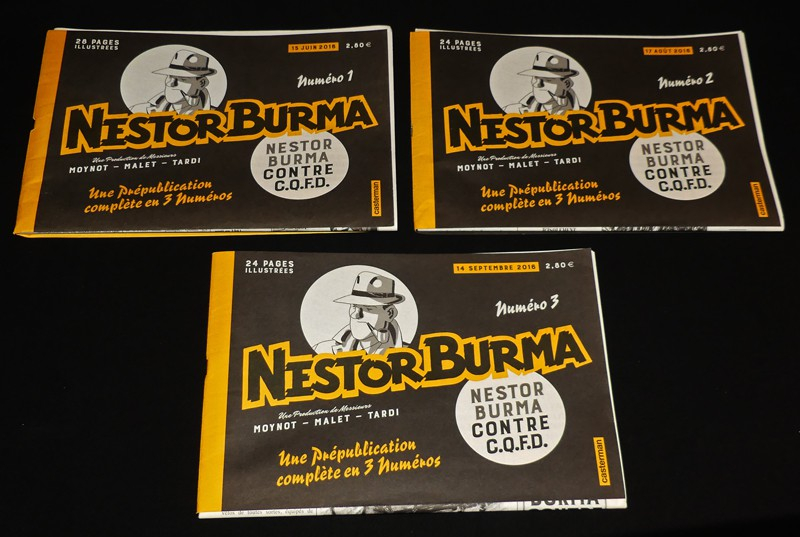 28 PAGES
ILLUSTRÉES
15 JUIN 2016 2,80 €
Numéro 1
NESTOR BURMA
Une Production de Messieurs
MOYNOT – MALET – TARDI
NESTOR
BURMA
CONTRE
C.Q.F.D.
Une Prépublication
complète en 3 Numéros
casterman
24 PAGES
ILLUSTRÉES
17 AOÛT 2016 2,80 €
Numéro 2
NESTOR BURMA
Une Production de Messieurs
MOYNOT – MALET – TARDI
NESTOR
BURMA
CONTRE
C.Q.F.D.
Une Prépublication
complète en 3 Numéros
casterman
24 PAGES
ILLUSTRÉES
14 SEPTEMBRE 2016 2,80 €
Numéro 3
NESTOR BURMA
Une Production de Messieurs
MOYNOT – MALET – TARDI
NESTOR
BURMA
CONTRE
C.Q.F.D.
Une Prépublication
complète en 3 Numéros
casterman
BURMA